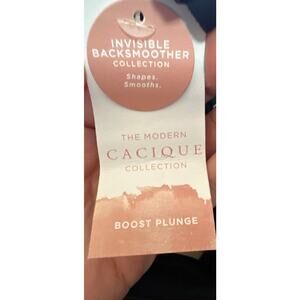 INVISIBLE
BACKSMOOTHER
COLLECTION
Shapes.
Smooths.
THE MODERN
CACIQUE
COLLECTION
BOOST PLUNGE